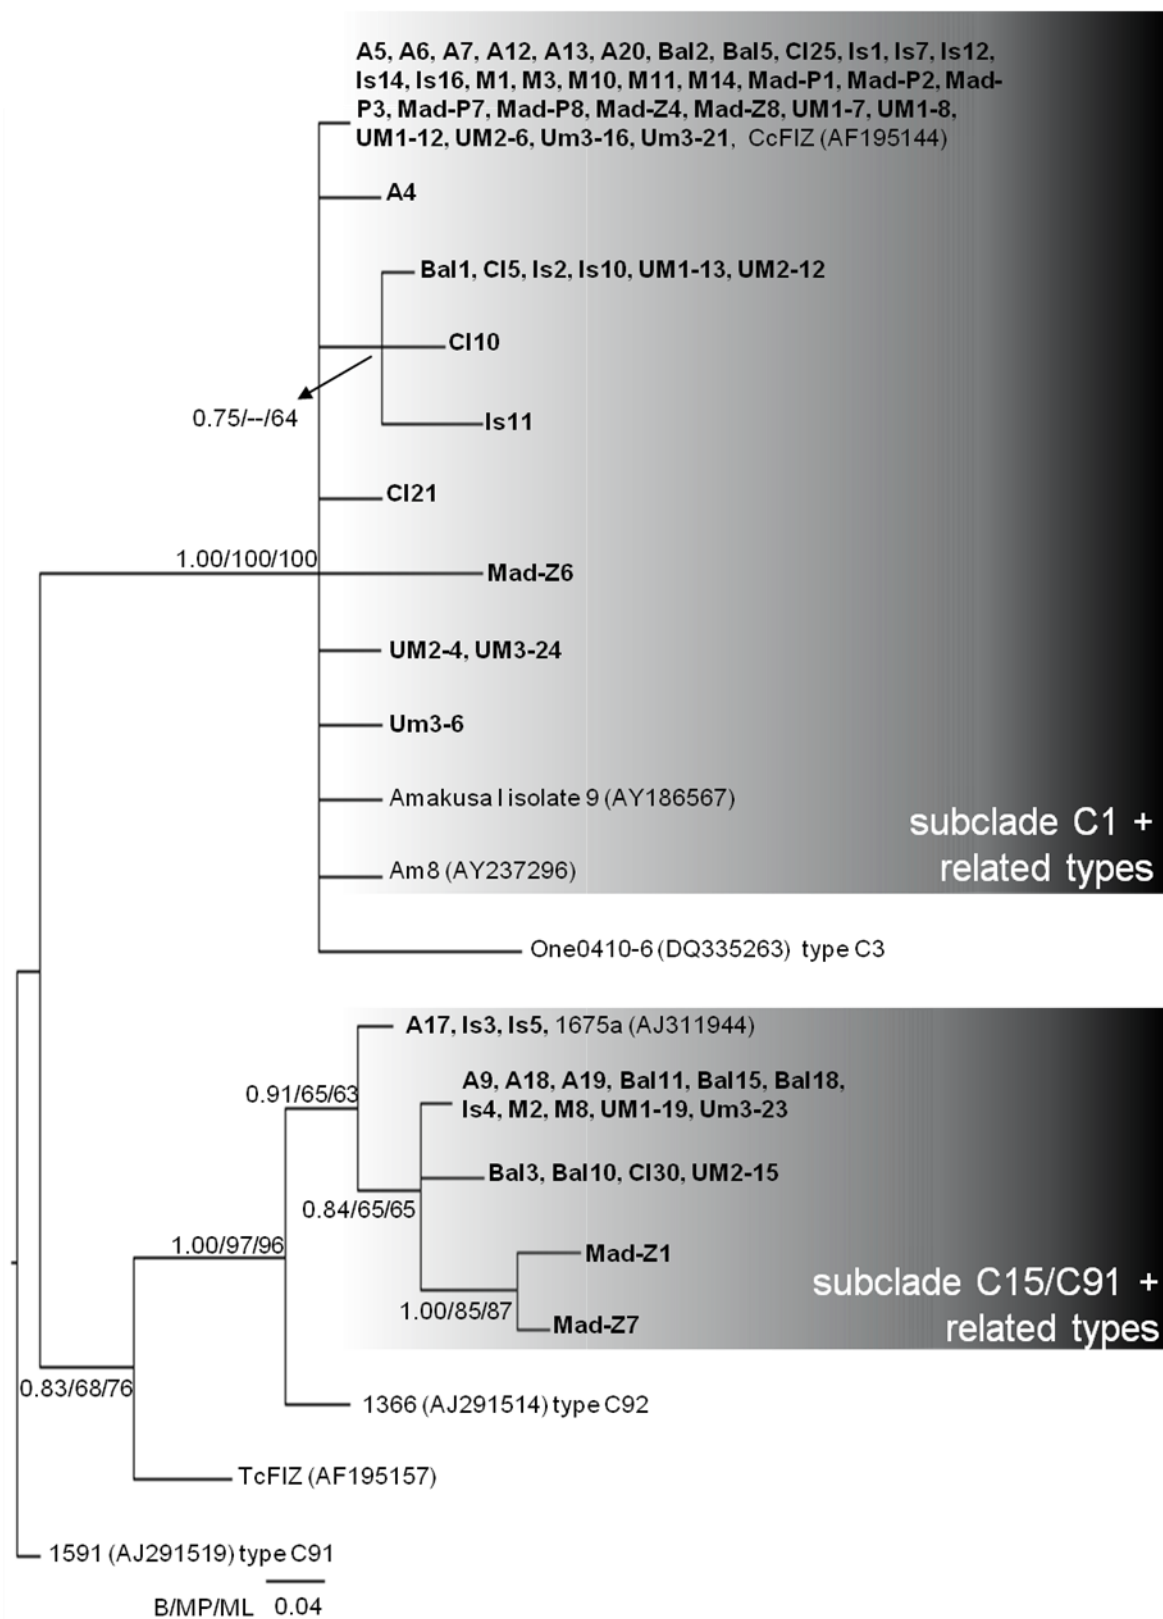 A5, A6, A7, A12, A13, A20, Bal2, Bal5, Cl25, Is1, Is7, Is12,
Is14, Is16, M1, M3, M10, M11, M14, Mad-P1, Mad-P2, Mad-
P3, Mad-P7, Mad-P8, Mad-Z4, Mad-Z8, UM1-7, UM1-8,
UM1-12, UM2-6, Um3-16, Um3-21, CcFIZ (AF195144)
A4
Bal1, Cl5, Is2, Is10, UM1-13, UM2-12
Cl10
0.75/--/64
Is11
Cl21
1.00/100/100
Mad-Z6
UM2-4, UM3-24
Um3-6
Amakusa I isolate 9 (AY186567)
subclade C1 +
related types
Am8 (AY237296)
One0410-6 (DQ335263) type C3
A17, Is3, Is5, 1675a (AJ311944)
0.91/65/63
A9, A18, A19, Bal11, Bal15, Bal18,
Is4, M2, M8, UM1-19, Um3-23
Bal3, Bal10, Cl30, UM2-15
0.84/65/65
1.00/97/96
Mad-Z1
subclade C15/C91 +
related types
1.00/85/87
Mad-Z7
0.83/68/76
1366 (AJ291514) type C92
TcFIZ (AF195157)
1591 (AJ291519) type C91
B/MP/ML 0.04